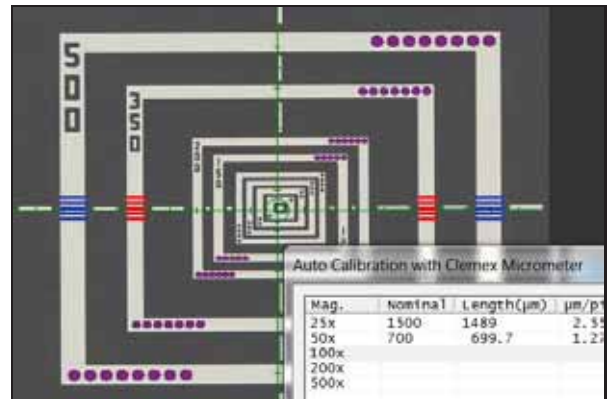 500
350
200
150
Auto Calibration with Clemex Micrometer
Mag. Nominal Length(µm)
25x 1500 1489
50x 700 699.7
100x
200x
500x